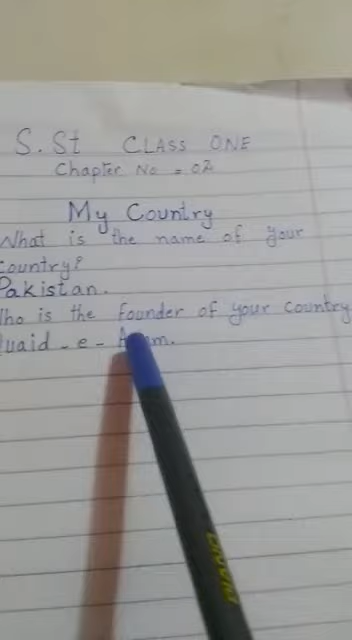 S.St CLASS ONE
Chapter No = 02
My Country
What is the name of your
country?
Pakistan.
Who is the founder of your country
Quaid - e -